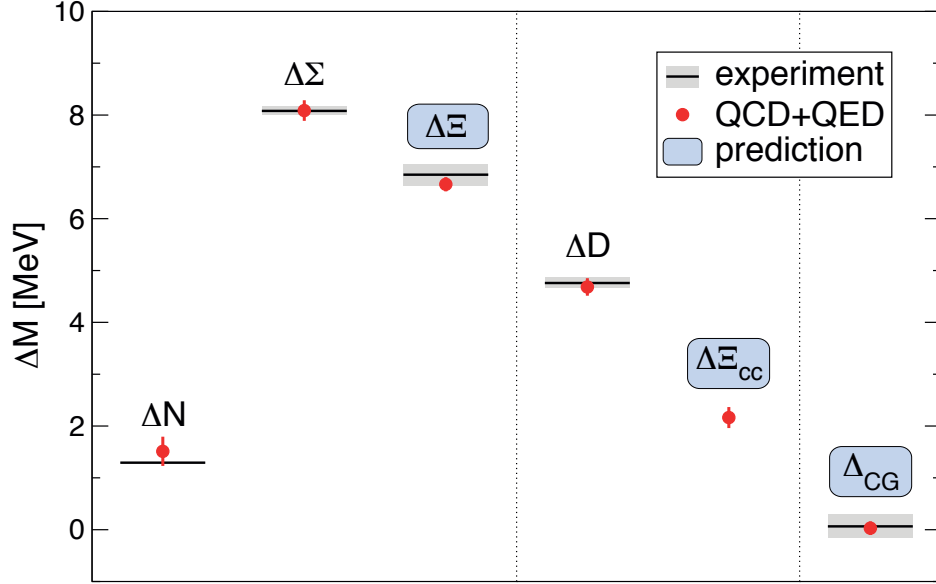 10
8
6
4
2
0
ΔM [MeV]
ΔN
ΔΣ
ΔΞ
ΔD
ΔΞcc
ΔCG
experiment
QCD+QED
prediction